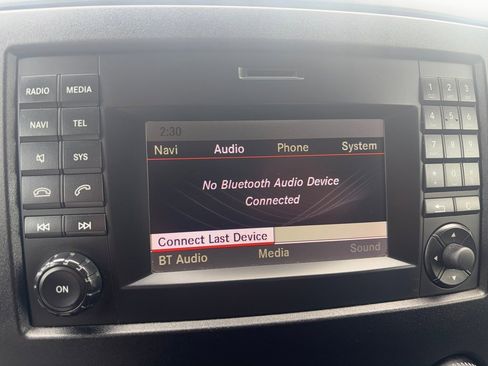 RADIO MEDIA
NAVI TEL
SYS
ON
2:30
Navi Audio Phone System
No Bluetooth Audio Device
Connected
Connect Last Device
BT Audio Media Sound
1 2 3
4 5 6
7 8 9
* 0 #
C